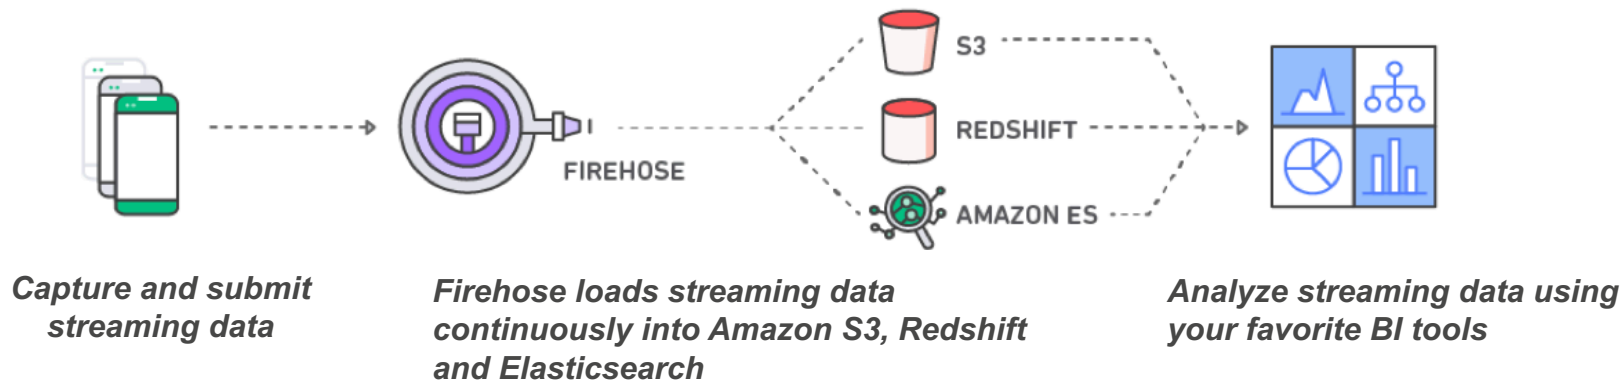 S3
REDSHIFT
FIREHOSE
AMAZON ES
Capture and submit
streaming data
Firehose loads streaming data
continuously into Amazon S3, Redshift
and Elasticsearch
Analyze streaming data using
your favorite BI tools